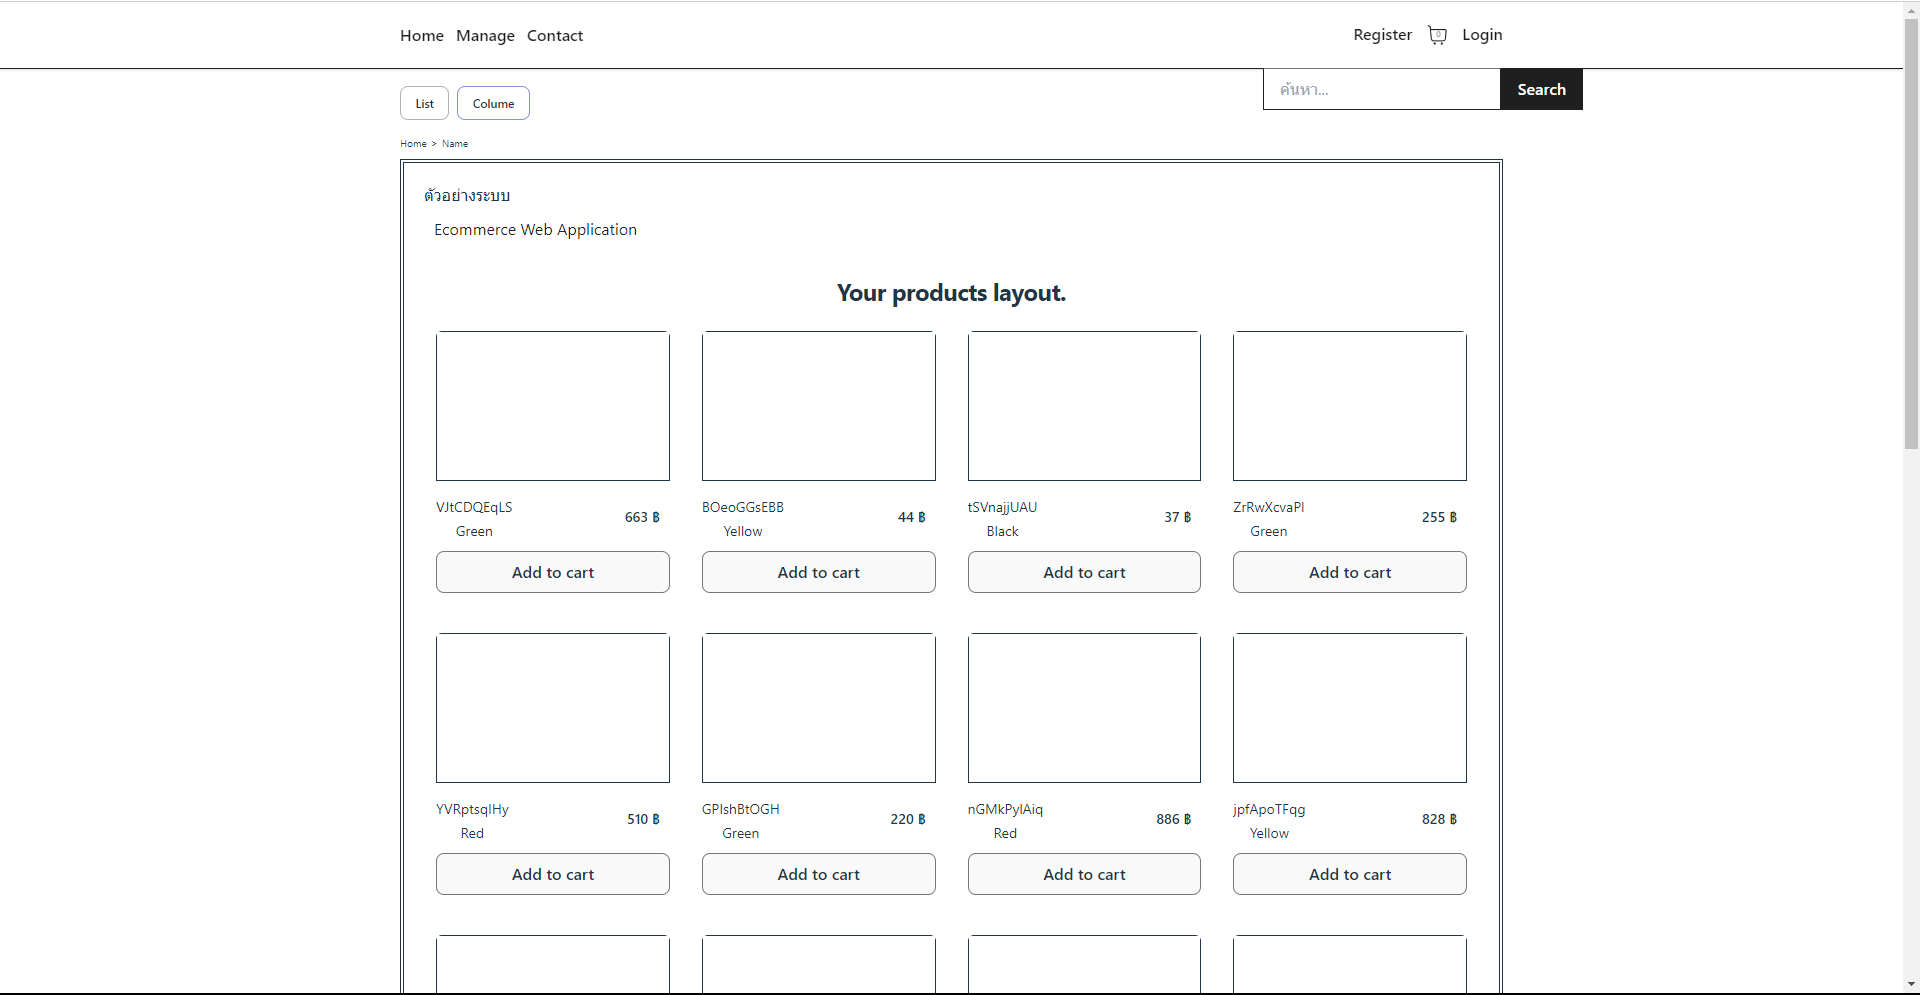 Home Manage Contact Register 0 Login
ค้นหา... Search
List Colume
Home > Name
ตัวอย่างระบบ
Ecommerce Web Application
Your products layout.
VJtCDQEqLS 663 ฿ BOeoGGsEBB 44 ฿ tSVnajjUAU 37 ฿ ZrRwXcvaPl 255 ฿
Green Yellow Black Green
Add to cart Add to cart Add to cart Add to cart
YVRptsqlHy 510 ฿ GPlshBtOGH 220 ฿ nGMkPylAiq 886 ฿ jpfApoTFqg 828 ฿
Red Green Red Yellow
Add to cart Add to cart Add to cart Add to cart